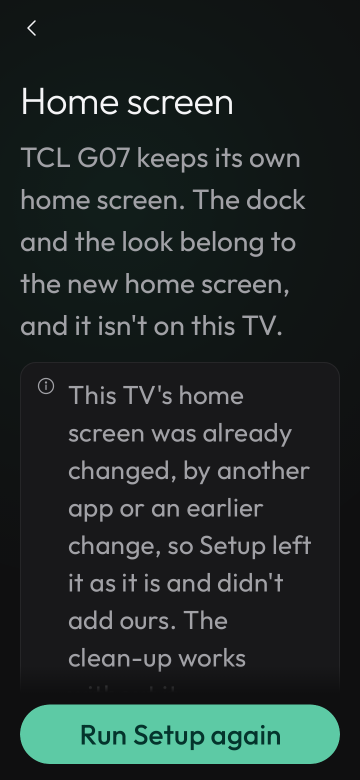 Home screen
TCL G07 keeps its own
home screen. The dock
and the look belong to
the new home screen,
and it isn't on this TV.
This TV's home
screen was already
changed, by another
app or an earlier
change, so Setup left
it as it is and didn't
add ours. The
clean-up works
Run Setup again